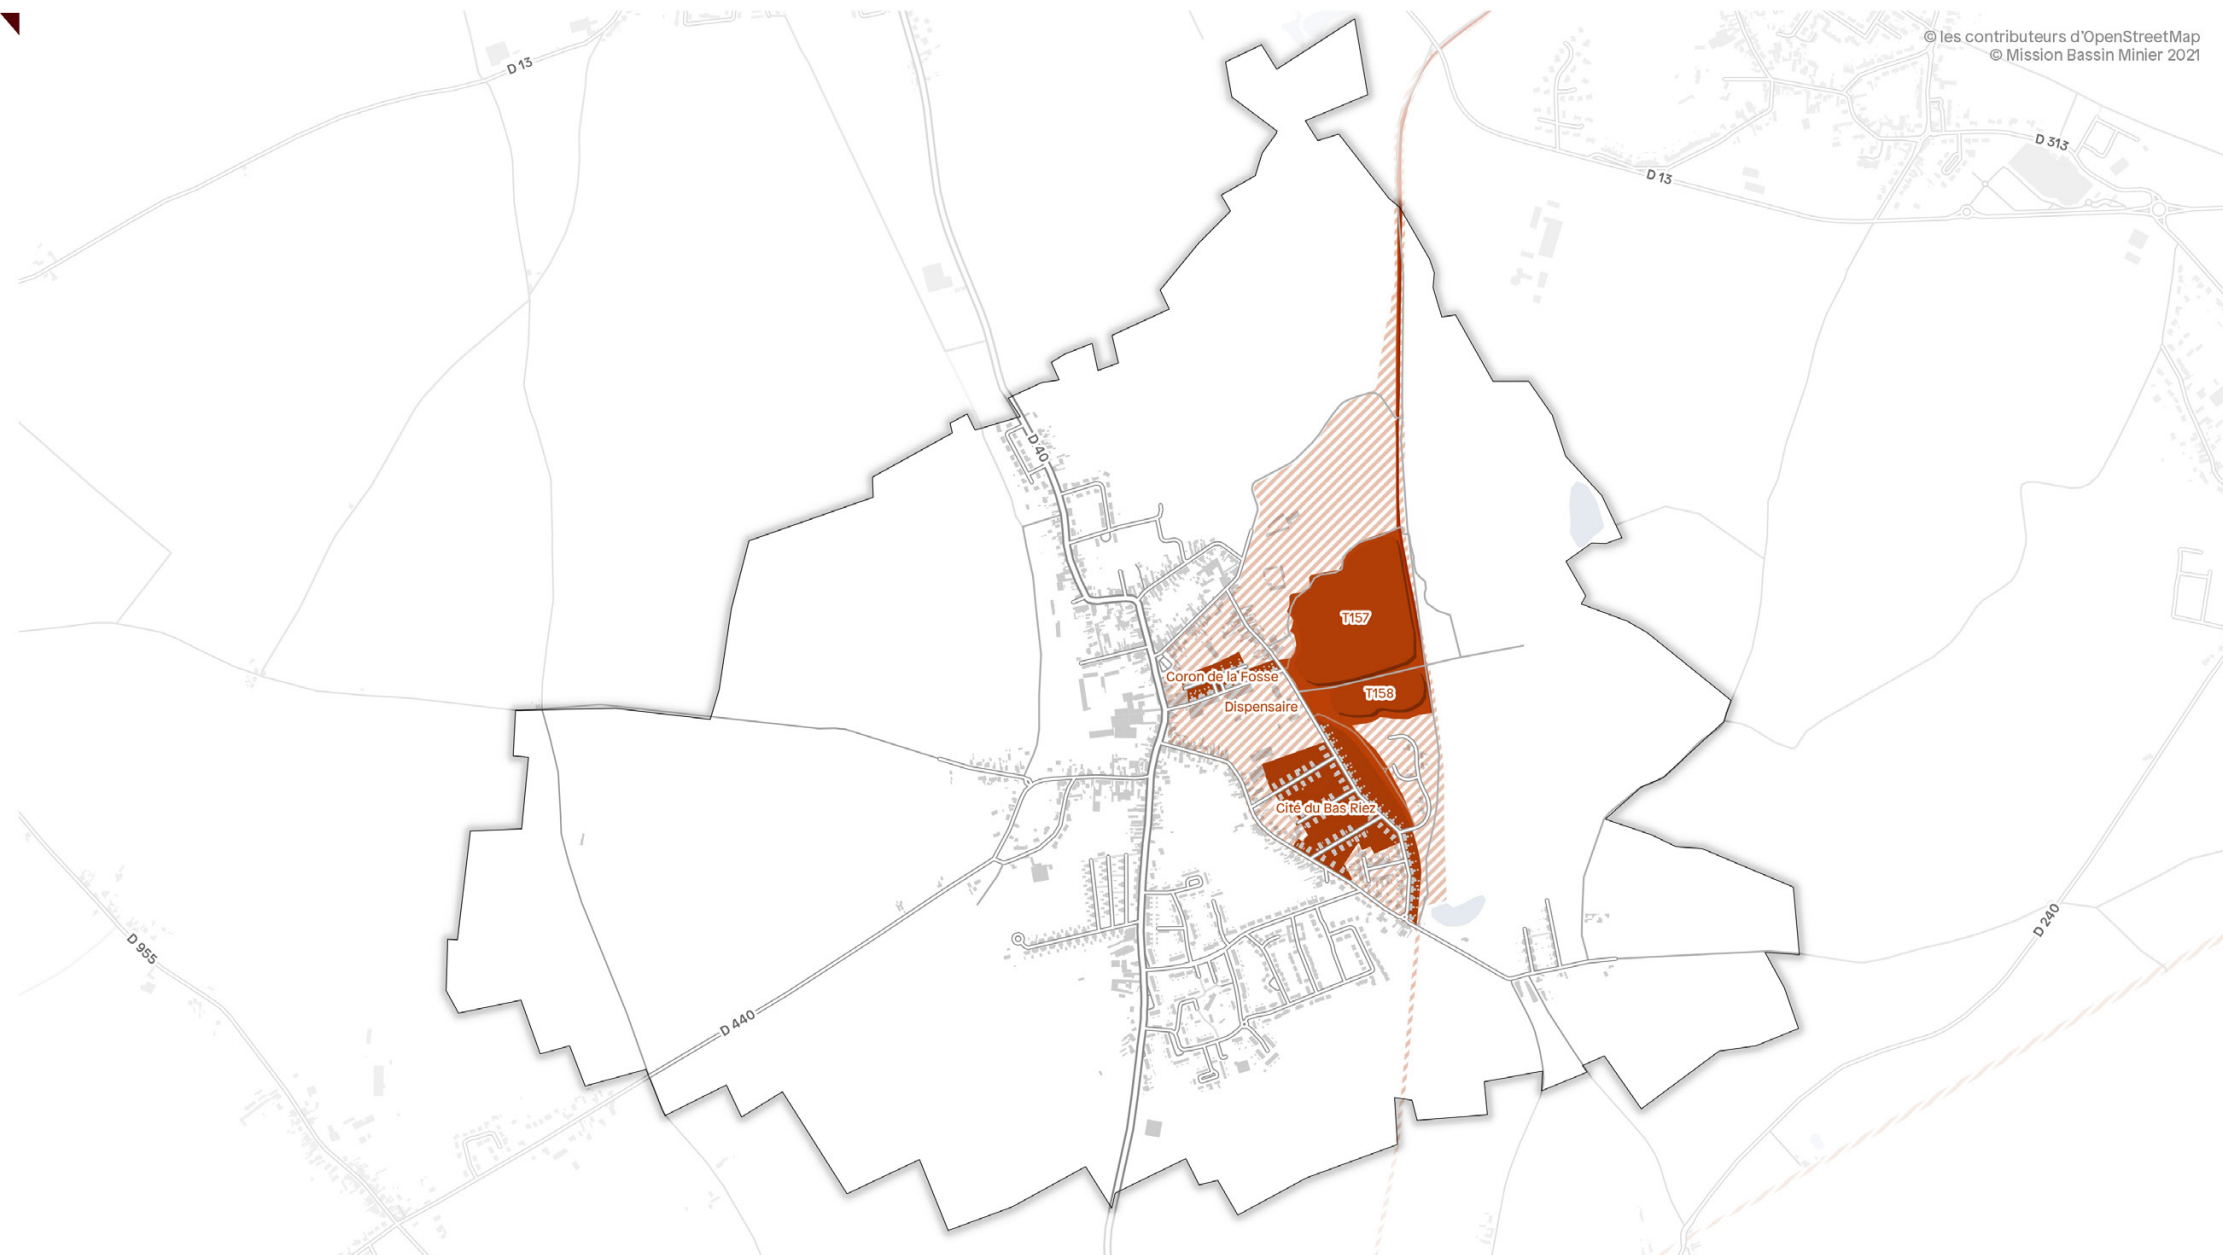 © les contributeurs d'OpenStreetMap
© Mission Bassin Minier 2021
D 13
D 313
D 13
D 40
T157
Coron de la Fosse
T158
Dispensaire
Cité du Bas Riez
D 955
D 240
D 440